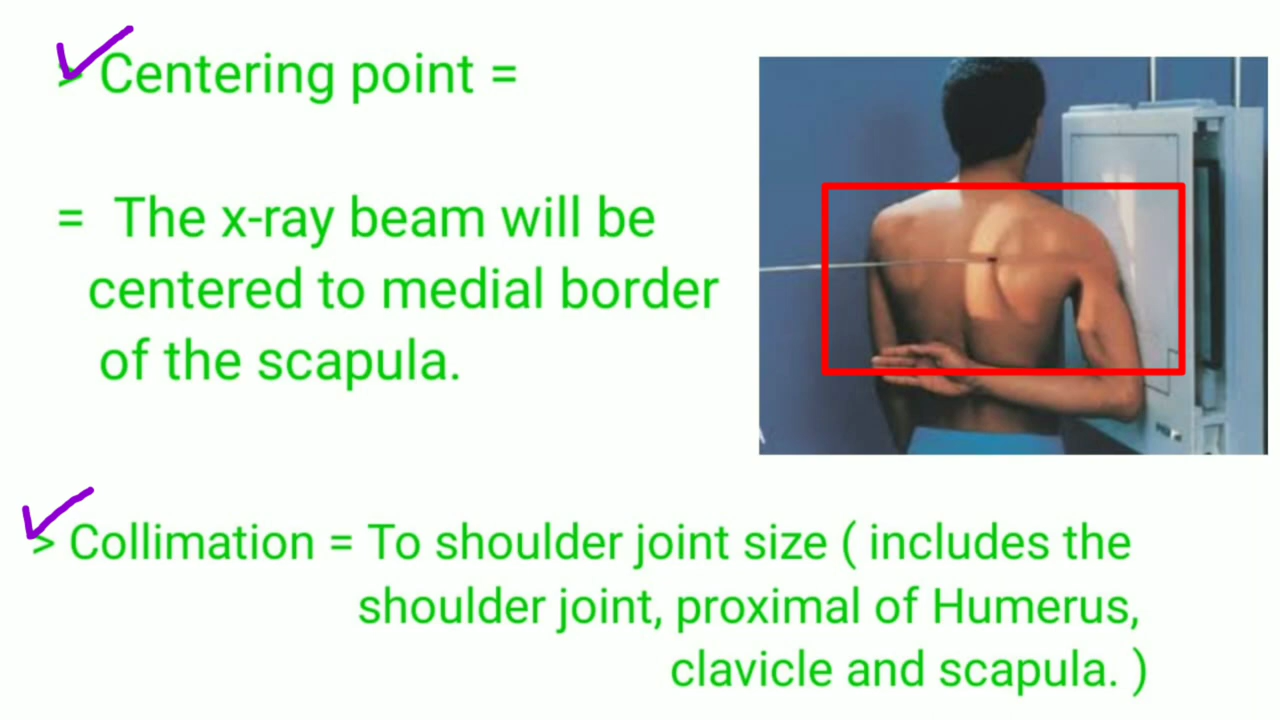 > Centering point =
= The x-ray beam will be
centered to medial border
of the scapula.
> Collimation = To shoulder joint size ( includes the
shoulder joint, proximal of Humerus,
clavicle and scapula. )